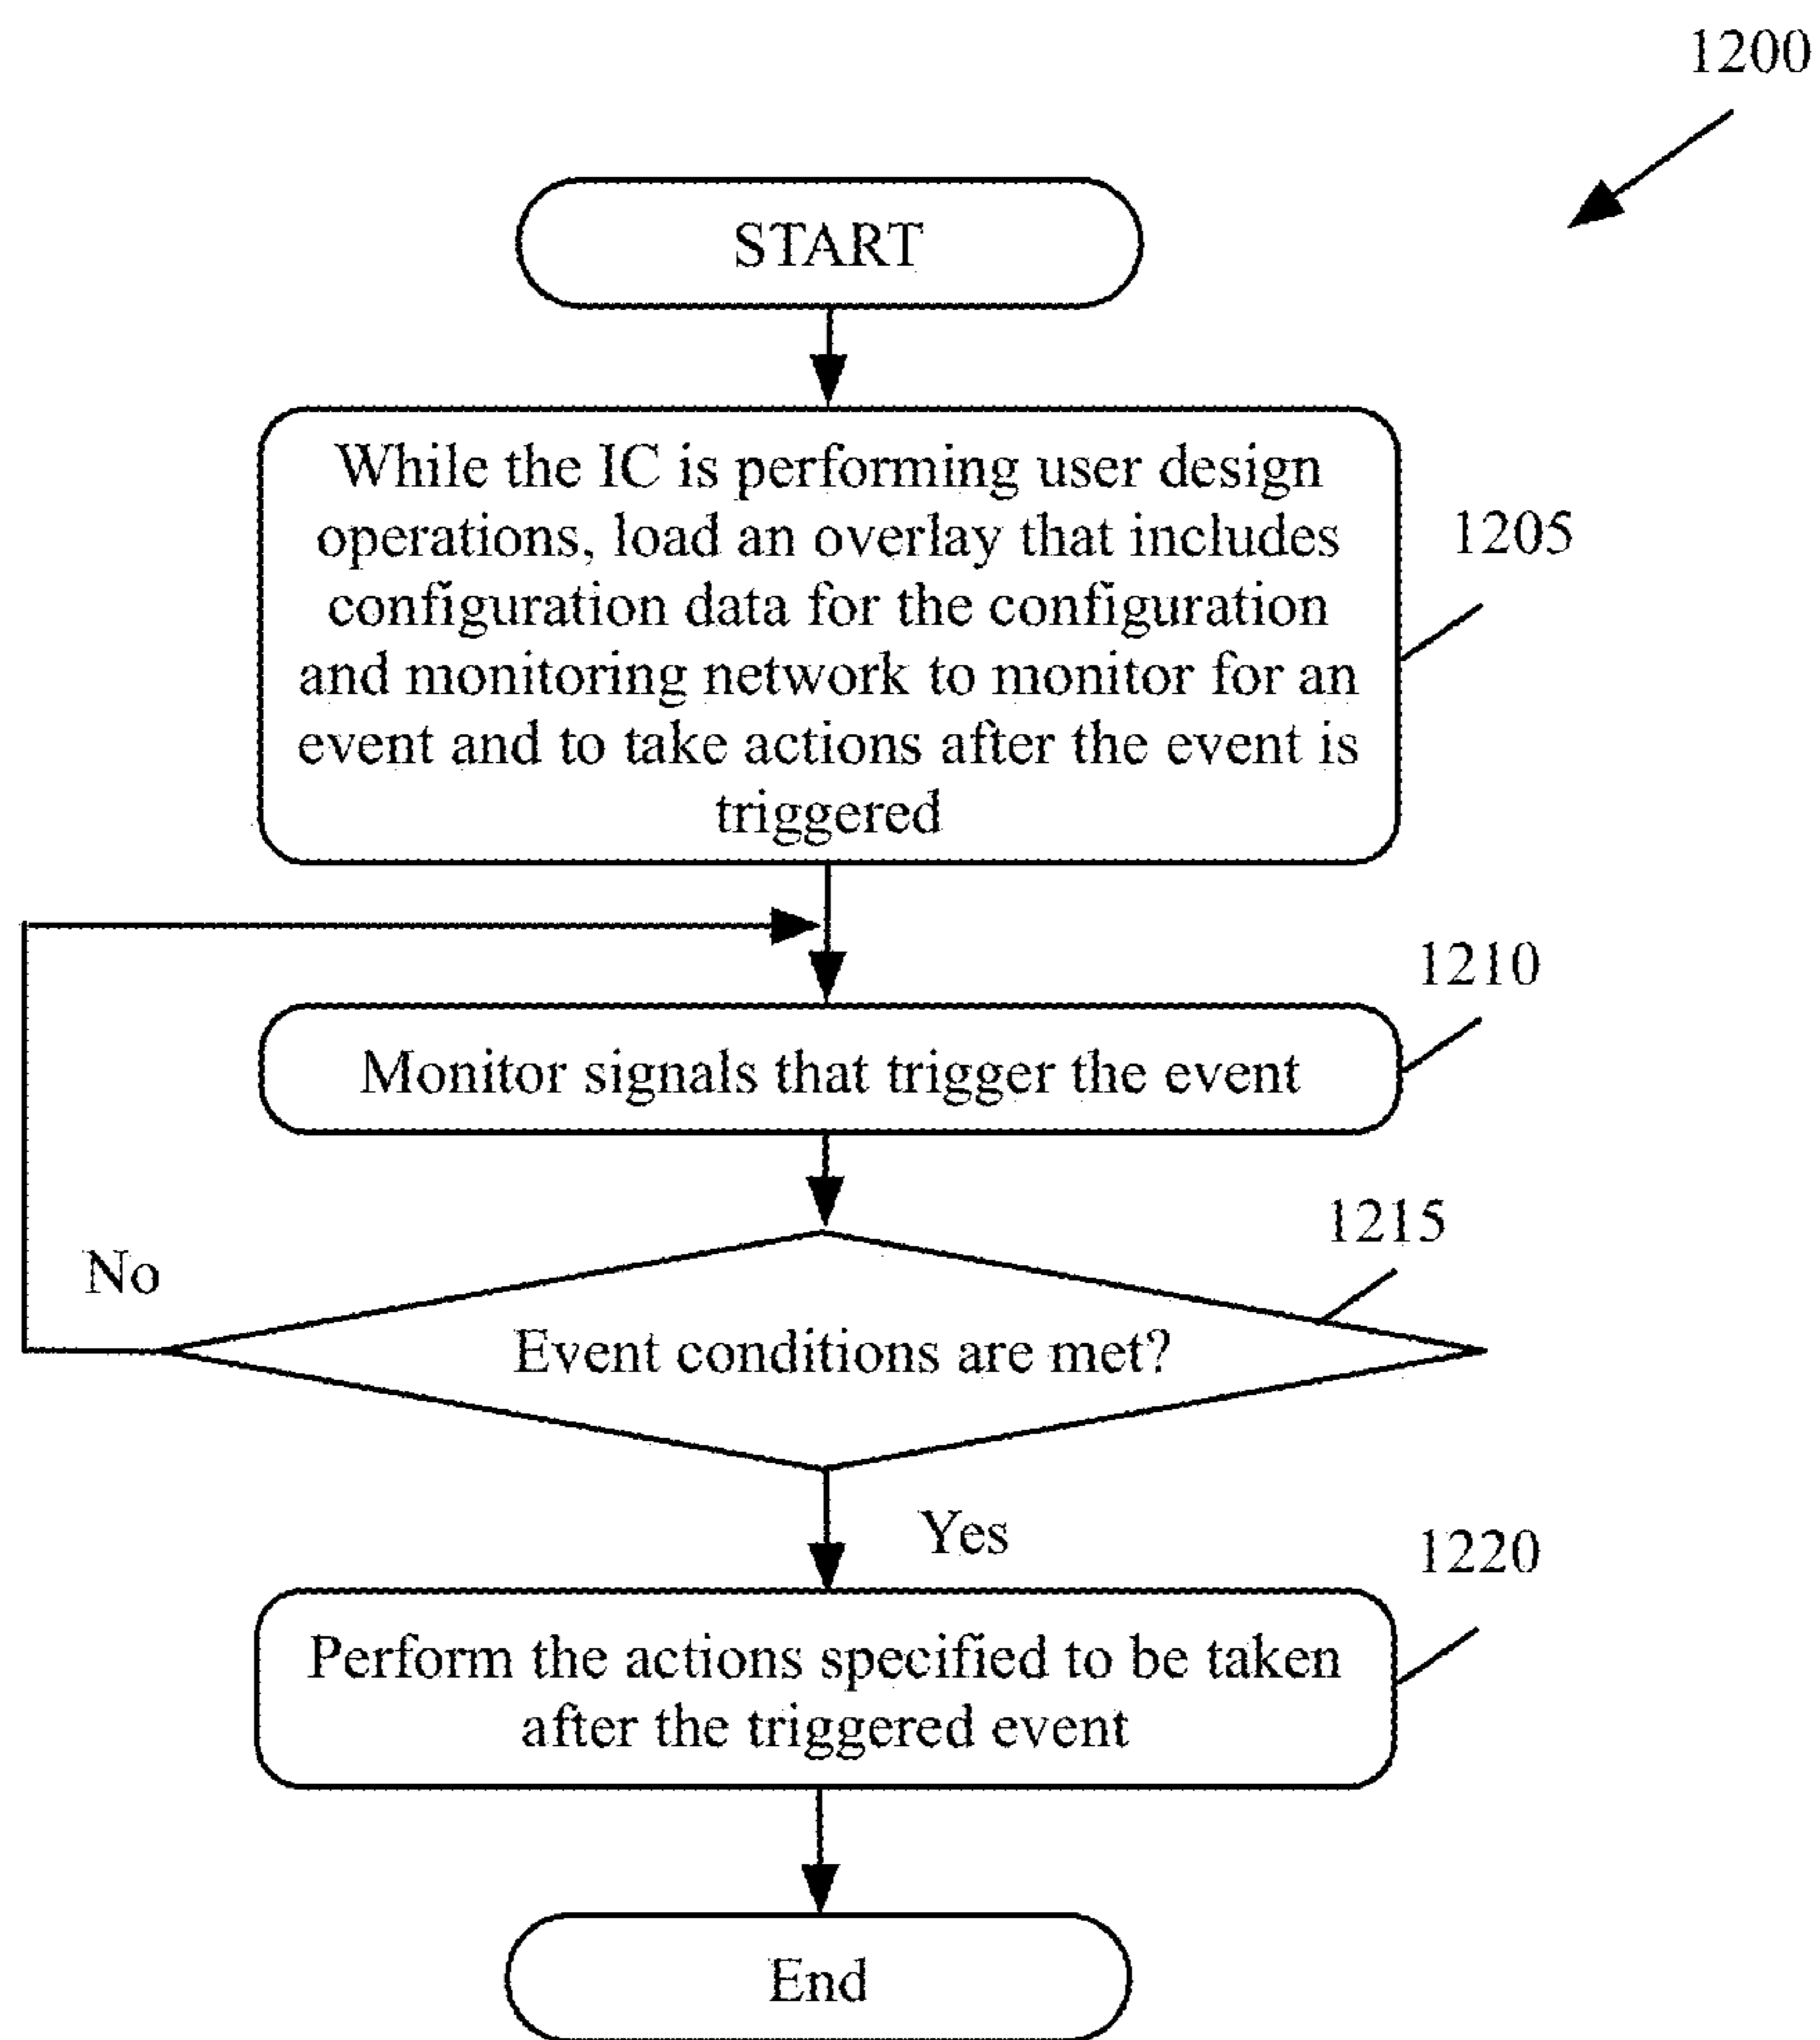 1200
START
While the IC is performing user design
operations, load an overlay that includes
configuration data for the configuration
and monitoring network to monitor for an
event and to take actions after the event is
triggered
1205
1210
Monitor signals that trigger the event
1215
No
Event conditions are met?
Yes
1220
Perform the actions specified to be taken
after the triggered event
End